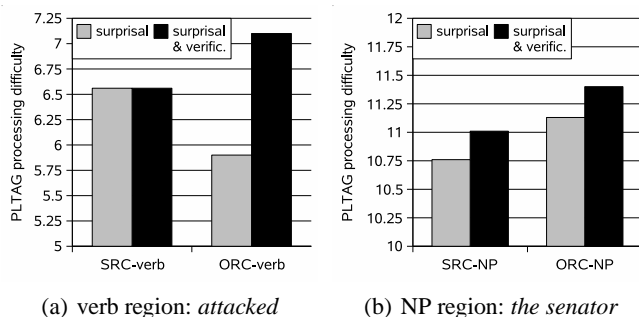 7.25
7
6.75
6.5
6.25
6
5.75
5.5
5.25
5
PLTAG processing difficulty
surprisal
surprisal
& verific.
SRC-verb ORC-verb
(a) verb region: attacked
12
11.75
11.5
11.25
11
10.75
10.5
10.25
10
PLTAG processing difficulty
surprisal
surprisal
& verific.
SRC-NP ORC-NP
(b) NP region: the senator